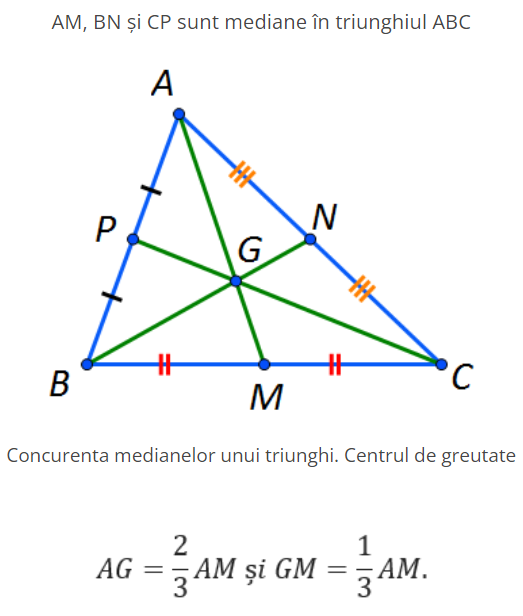 AM, BN și CP sunt mediane în triunghiul ABC
A
P
N
G
B
M
C
Concurenta medianelor unui triunghi. Centrul de greutate
AG = 2/3 AM și GM = 1/3 AM.